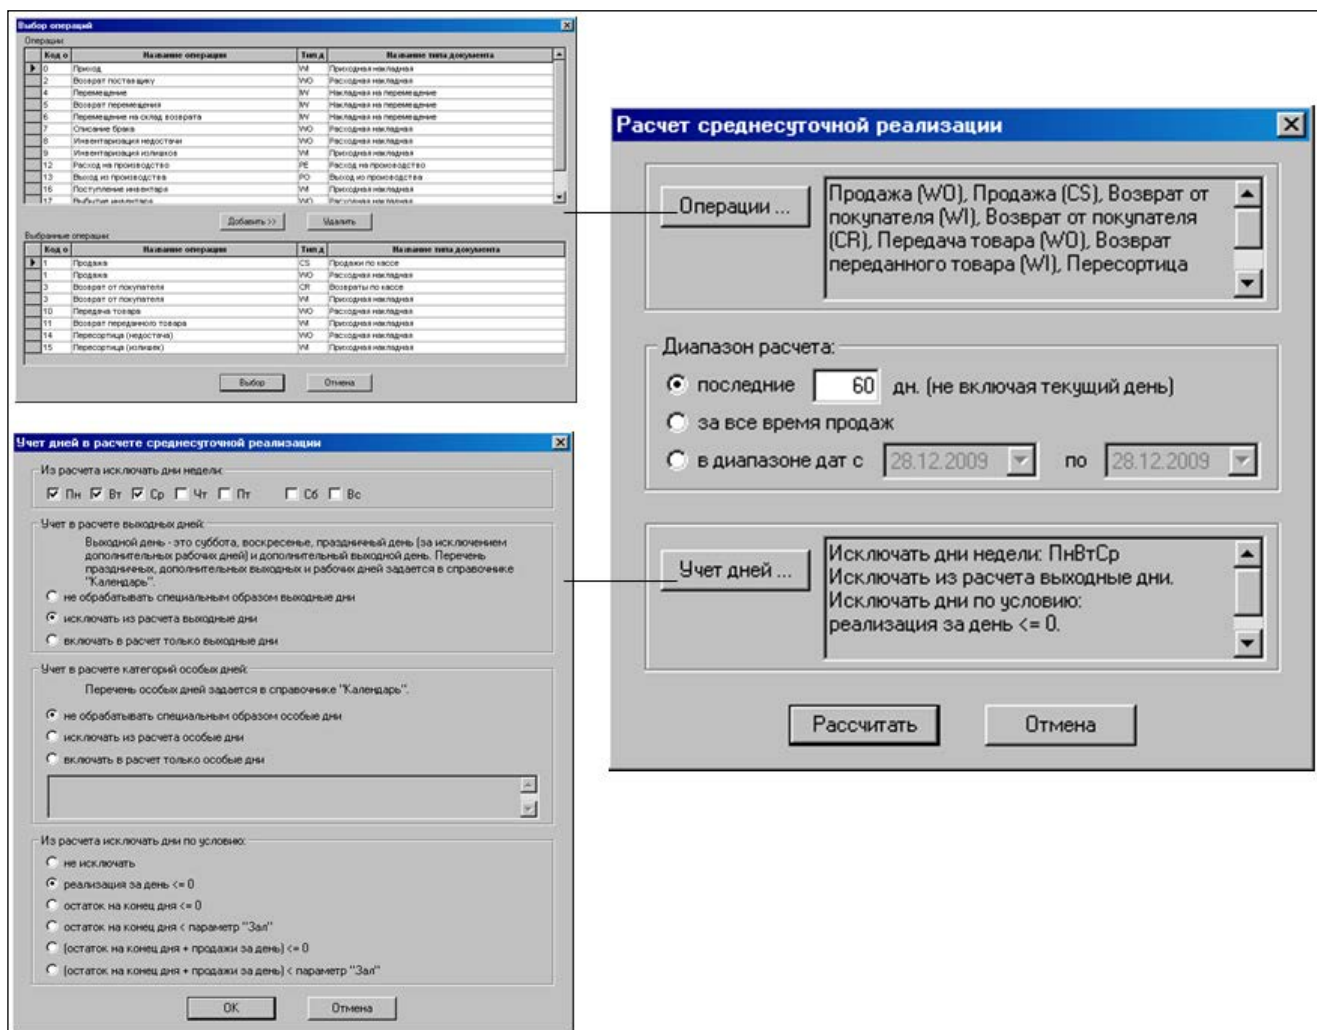 Выбор операций
Операции:
Код о Название операции Тип д Название типа документа
0 Приход WI Приходная накладная
2 Возврат поставщику WO Расходная накладная
4 Перемещение IW Накладная на перемещение
5 Возврат перемещения IW Накладная на перемещение
6 Перемещение на склад возврата IW Накладная на перемещение
7 Списание брака WO Расходная накладная
8 Инвентаризация недостачи WO Расходная накладная
9 Инвентаризация излишков WI Приходная накладная
12 Расход на производство PE Расход на производство
13 Выход из производства PO Выход из производства
16 Поступление инвентаря WI Приходная накладная
17 Выбытие инвентаря WO Расходная накладная
Добавить >> Удалить
Выбранные операции:
Код о Название операции Тип д Название типа документа
1 Продажа CS Продажи по кассе
1 Продажа WO Расходная накладная
3 Возврат от покупателя CR Возвраты по кассе
3 Возврат от покупателя WI Приходная накладная
10 Передача товара WO Расходная накладная
11 Возврат переданного товара WI Приходная накладная
14 Пересортица (недостача) WO Расходная накладная
15 Пересортица (излишек) WI Приходная накладная
Выбор Отмена
Расчет среднесуточной реализации
Операции ...
Продажа (WO), Продажа (CS), Возврат от
покупателя (WI), Возврат от покупателя
(CR), Передача товара (WO), Возврат
переданного товара (WI), Пересортица
Диапазон расчета:
последние 60 дн. (не включая текущий день)
за все время продаж
в диапазоне дат с 28.12.2009 по 28.12.2009
Учет дней ...
Исключать дни недели: ПнВтСр
Исключать из расчета выходные дни.
Исключать дни по условию:
реализация за день <= 0.
Рассчитать Отмена
Учет дней в расчете среднесуточной реализации
Из расчета исключать дни недели:
Пн Вт Ср Чт Пт Сб Вс
Учет в расчете выходных дней:
Выходной день - это суббота, воскресенье, праздничный день (за исключением
дополнительных рабочих дней) и дополнительный выходной день. Перечень
праздничных, дополнительных выходных и рабочих дней задается в справочнике
"Календарь".
не обрабатывать специальным образом выходные дни
исключать из расчета выходные дни
включать в расчет только выходные дни
Учет в расчете категорий особых дней:
Перечень особых дней задается в справочнике "Календарь".
не обрабатывать специальным образом особые дни
исключать из расчета особые дни
включать в расчет только особые дни
Из расчета исключать дни по условию:
не исключать
реализация за день <= 0
остаток на конец дня <= 0
остаток на конец дня < параметр "Зал"
(остаток на конец дня + продажи за день) <= 0
(остаток на конец дня + продажи за день) < параметр "Зал"
OK Отмена